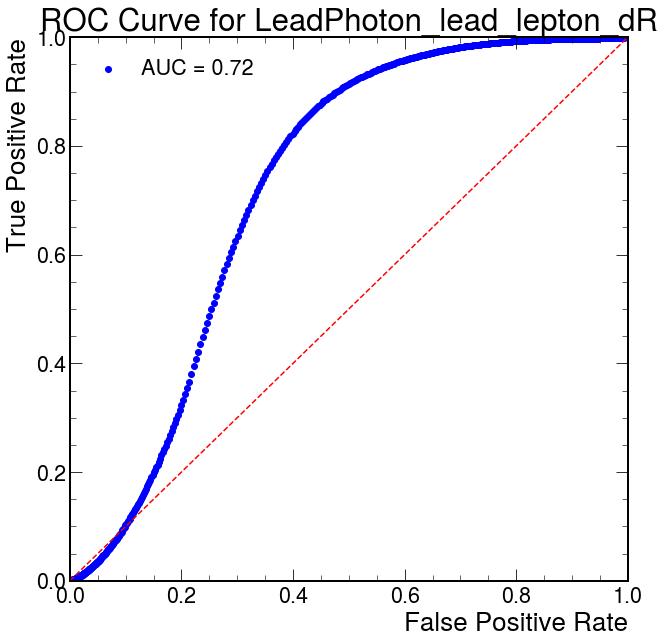 ROC Curve for LeadPhoton_lead_lepton_dR
True Positive Rate
AUC = 0.72
1.0
0.8
0.6
0.4
0.2
0.0
0.0 0.2 0.4 0.6 0.8 1.0
False Positive Rate